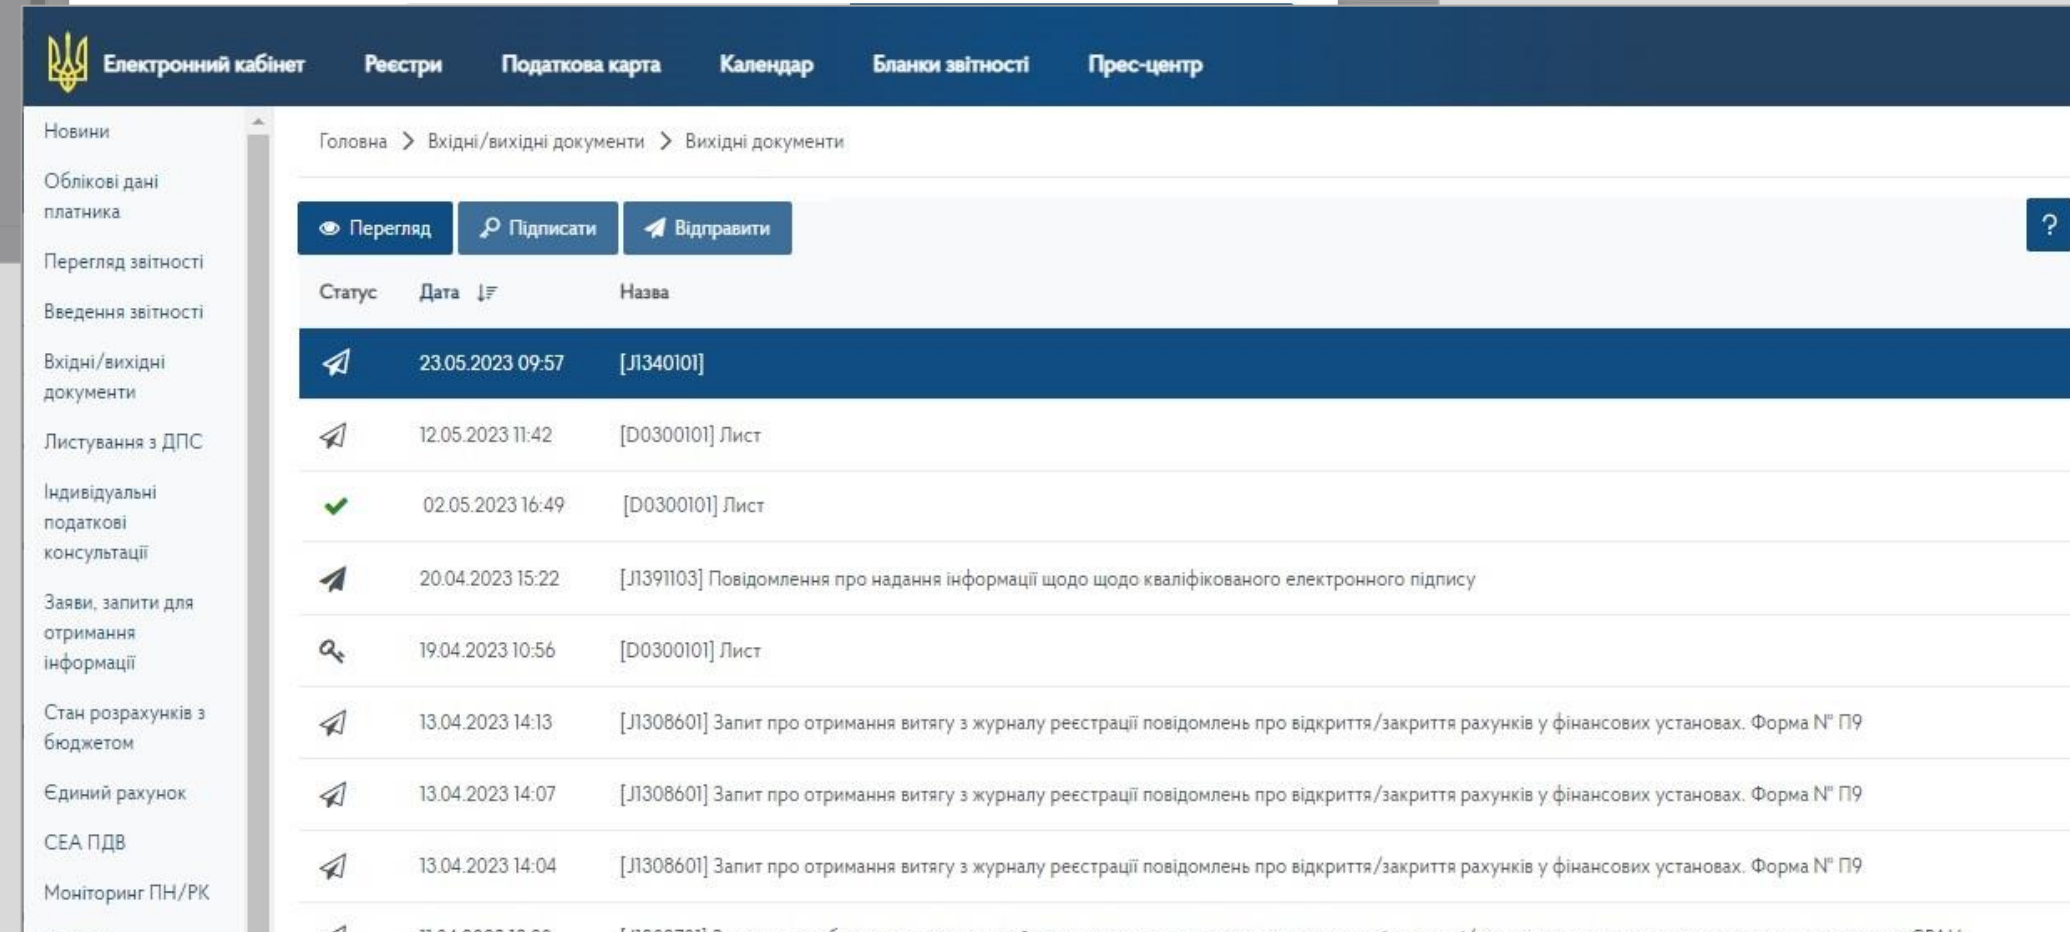 Електронний кабінет Реєстри Податкова карта Календар Бланки звітності Прес-центр
Новини
Облікові дані
платника
Перегляд звітності
Введення звітності
Вхідні/вихідні
документи
Листування з ДПС
Індивідуальні
податкові
консультації
Заяви, запити для
отримання
інформації
Стан розрахунків з
бюджетом
Єдиний рахунок
СЕА ПДВ
Моніторинг ПН/РК
Головна > Вхідні/вихідні документи > Вихідні документи
Перегляд Підписати Відправити ?
Статус Дата Назва
23.05.2023 09:57 [J1340101]
12.05.2023 11:42 [D0300101] Лист
02.05.2023 16:49 [D0300101] Лист
20.04.2023 15:22 [J1391103] Повідомлення про надання інформації щодо щодо кваліфікованого електронного підпису
19.04.2023 10:56 [D0300101] Лист
13.04.2023 14:13 [J1308601] Запит про отримання витягу з журналу реєстрації повідомлень про відкриття/закриття рахунків у фінансових установах. Форма № П9
13.04.2023 14:07 [J1308601] Запит про отримання витягу з журналу реєстрації повідомлень про відкриття/закриття рахунків у фінансових установах. Форма № П9
13.04.2023 14:04 [J1308601] Запит про отримання витягу з журналу реєстрації повідомлень про відкриття/закриття рахунків у фінансових установах. Форма № П9